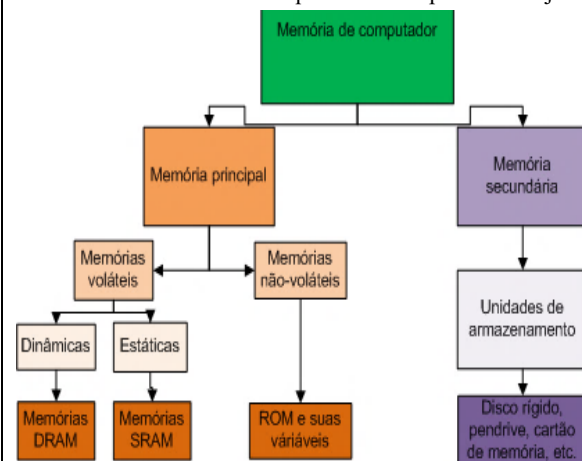 Memória de computador
Memória principal
Memória
secundária
Memórias
voláteis
Memórias
não-voláteis
Unidades de
armazenamento
Dinâmicas
Estáticas
Memórias
DRAM
Memórias
SRAM
ROM e suas
váriáveis
Disco rígido,
pendrive, cartão
de memória, etc.